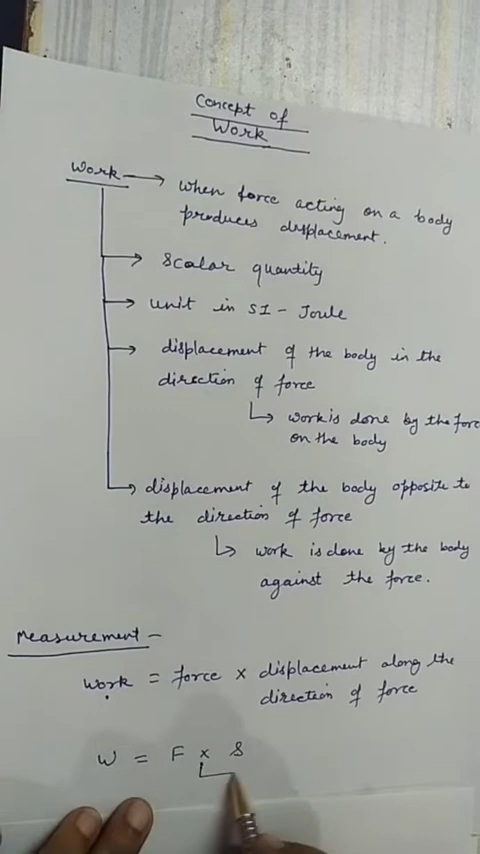 Concept of
Work
Work → when force acting on a body
produces displacement.
→ Scalar quantity
→ unit in SI - Joule
→ displacement of the body in the
direction of force
↳ work is done by the forc
on the body
→ displacement of the body opposite to
the direction of force
↳ work is done by the body
against the force.
Measurement -
work = force × displacement along the
direction of force
W = F × S